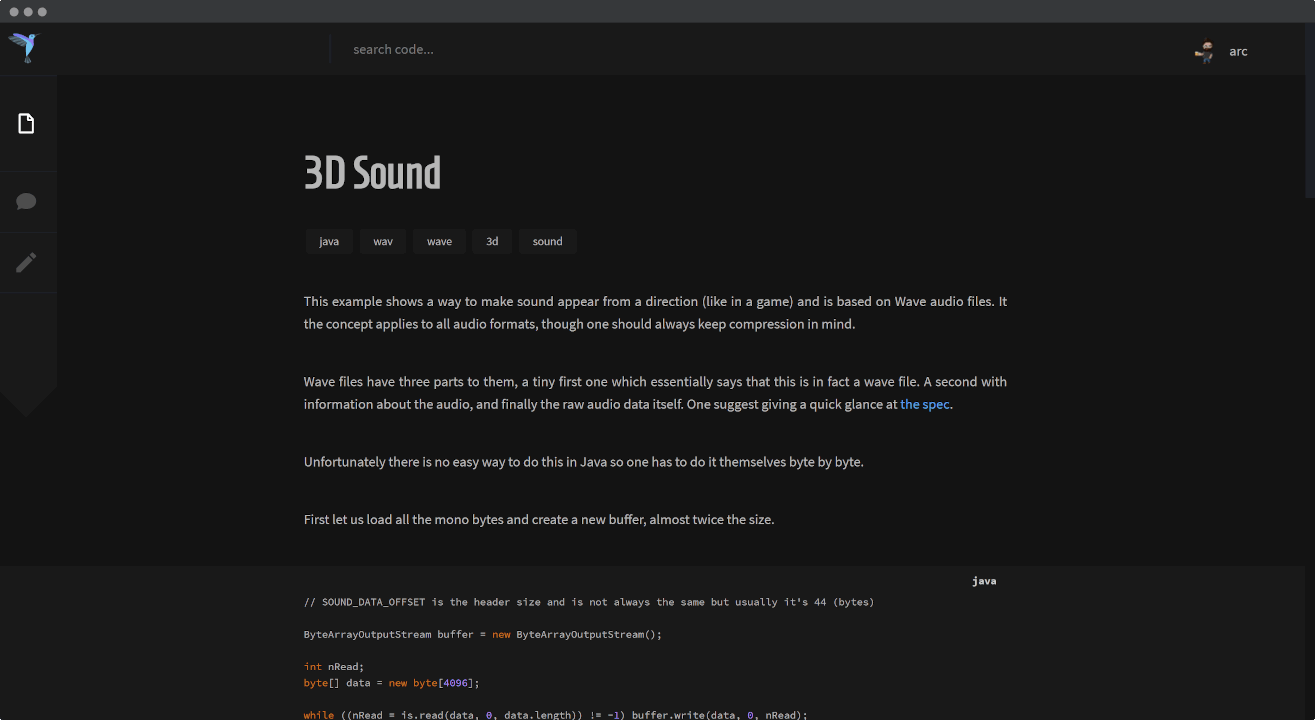 search code...
arc
3D Sound
java wav wave 3d sound
This example shows a way to make sound appear from a direction (like in a game) and is based on Wave audio files. It
the concept applies to all audio formats, though one should always keep compression in mind.
Wave files have three parts to them, a tiny first one which essentially says that this is in fact a wave file. A second with
information about the audio, and finally the raw audio data itself. One suggest giving a quick glance at the spec.
Unfortunately there is no easy way to do this in Java so one has to do it themselves byte by byte.
First let us load all the mono bytes and create a new buffer, almost twice the size.
java
// SOUND_DATA_OFFSET is the header size and is not always the same but usually it's 44 (bytes)
ByteArrayOutputStream buffer = new ByteArrayOutputStream();
int nRead;
byte[] data = new byte[4096];
while ((nRead = is.read(data, 0, data.length)) != -1) buffer.write(data, 0, nRead);